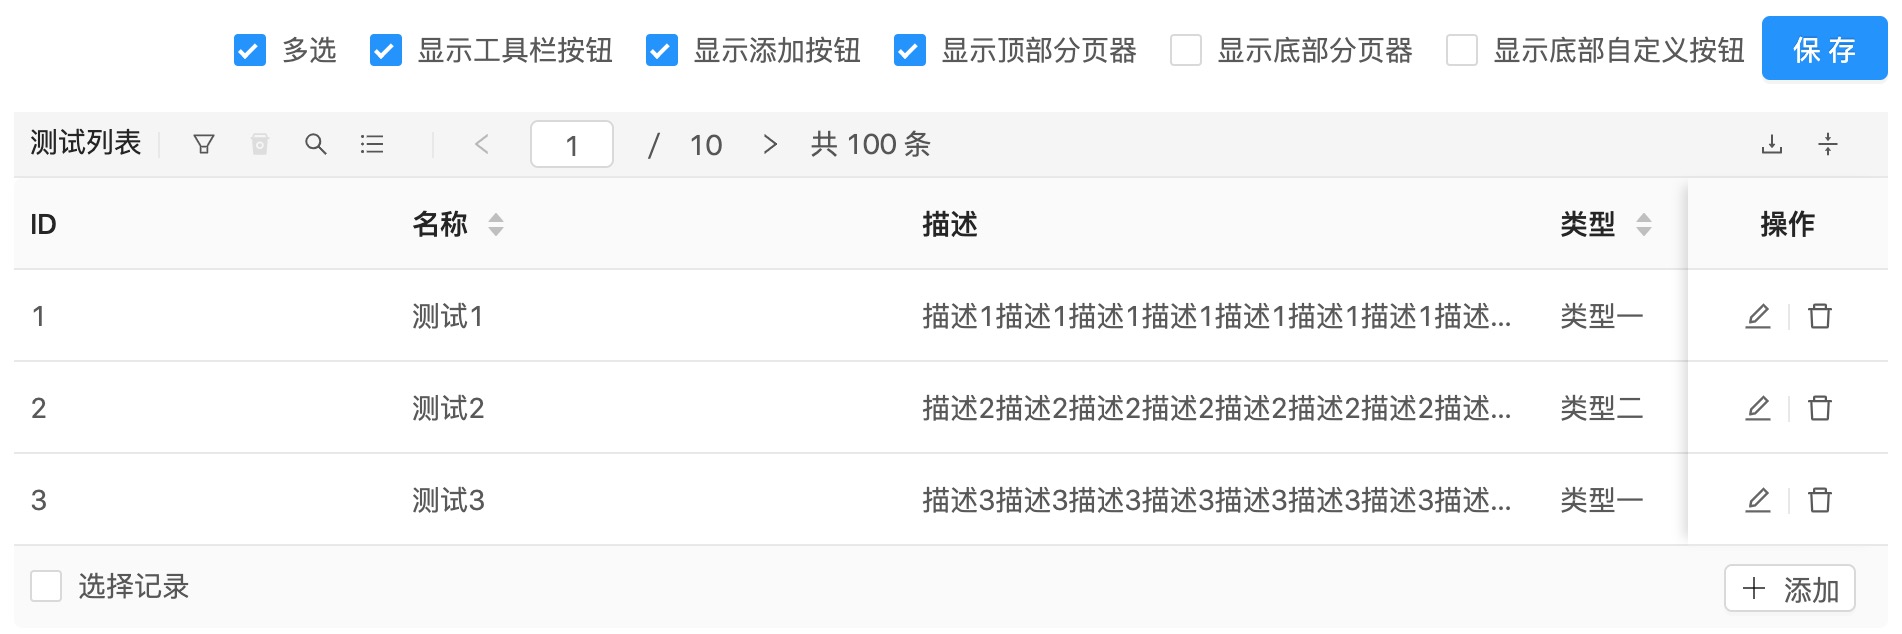 多选 显示工具栏按钮 显示添加按钮 显示顶部分页器 显示底部分页器 显示底部自定义按钮 保 存
测试列表 1 / 10 共 100 条
ID 名称 描述 类型 操作
1 测试1 描述1描述1描述1描述1描述1描述1描述1描述... 类型一
2 测试2 描述2描述2描述2描述2描述2描述2描述2描述... 类型二
3 测试3 描述3描述3描述3描述3描述3描述3描述3描述... 类型一
选择记录 添加